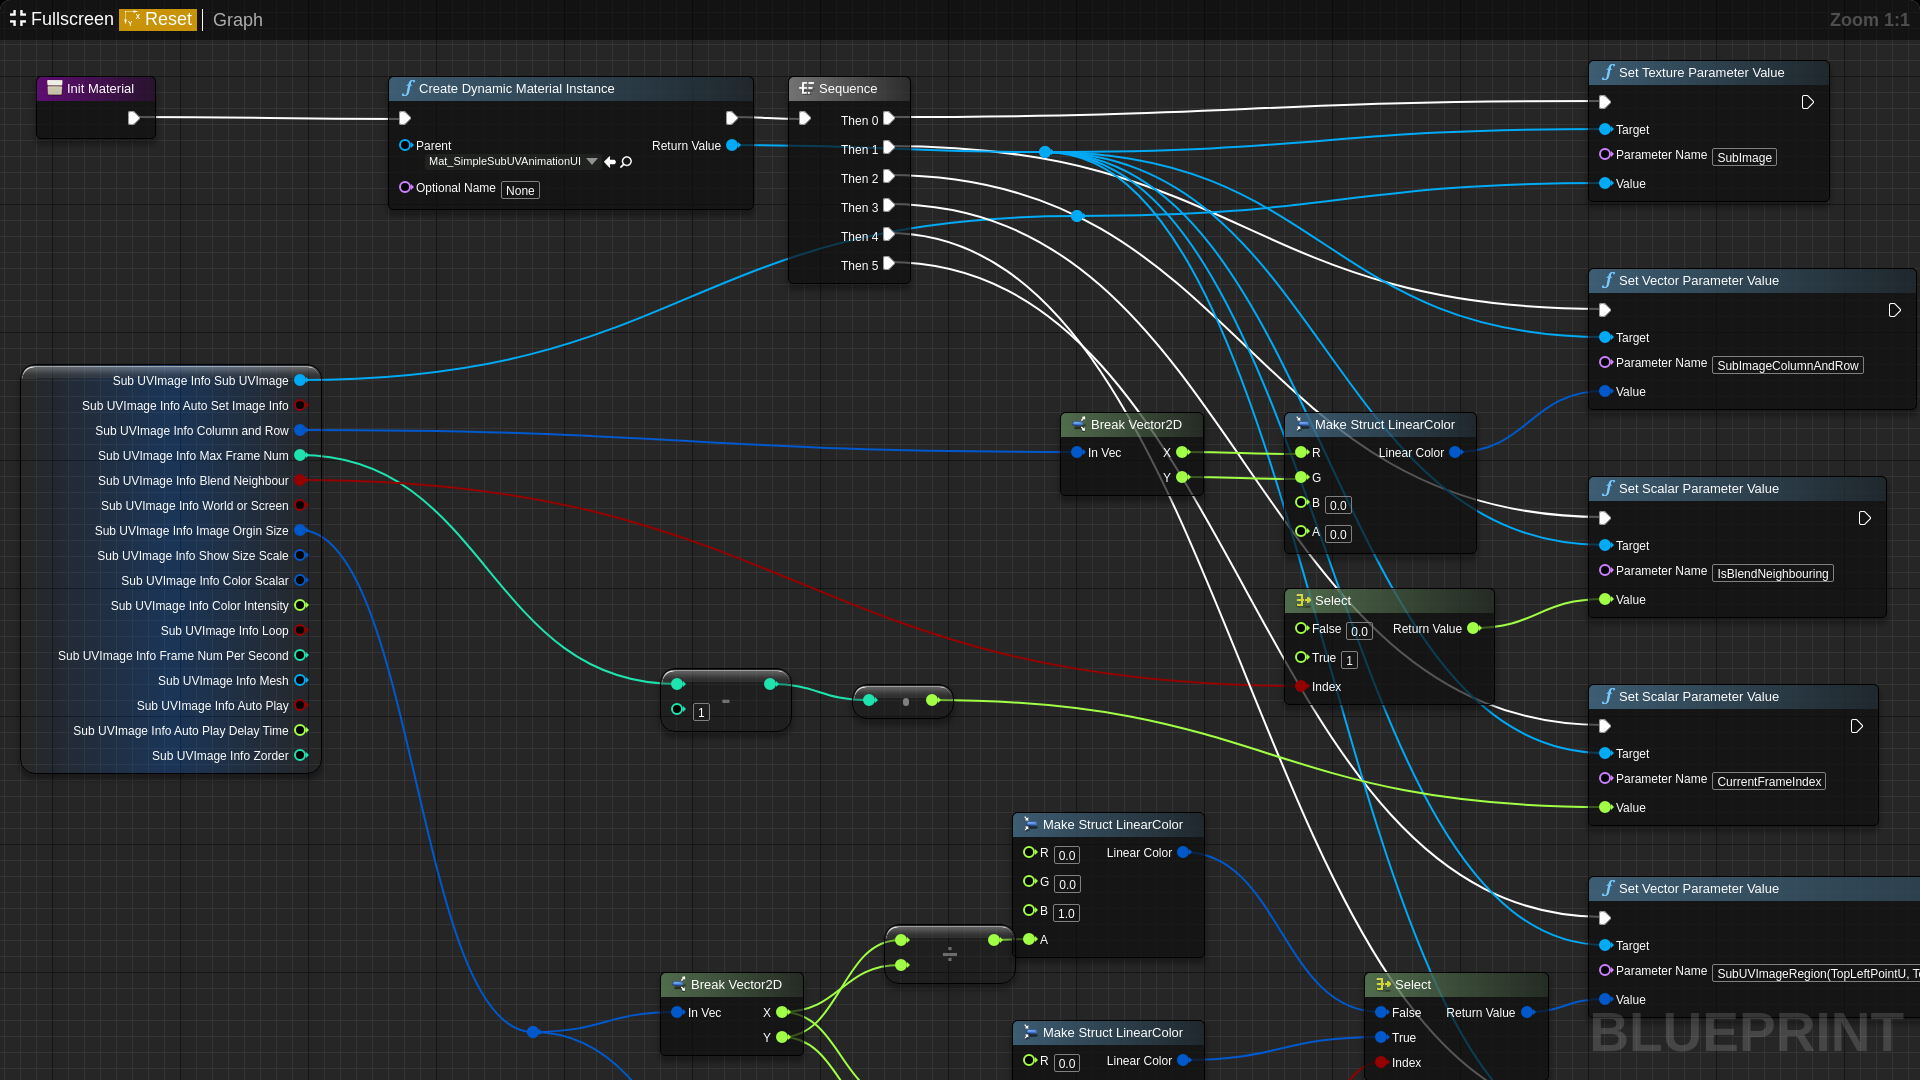 Fullscreen Reset Graph
Zoom 1:1
Init Material
Create Dynamic Material Instance
Parent
Mat_SimpleSubUVAnimationUI
Return Value
Optional Name None
Sequence
Then 0
Then 1
Then 2
Then 3
Then 4
Then 5
Set Texture Parameter Value
Target
Parameter Name SubImage
Value
Set Vector Parameter Value
Target
Parameter Name SubImageColumnAndRow
Value
Sub UVImage Info Sub UVImage
Sub UVImage Info Auto Set Image Info
Sub UVImage Info Column and Row
Sub UVImage Info Max Frame Num
Sub UVImage Info Blend Neighbour
Sub UVImage Info World or Screen
Sub UVImage Info Image Orgin Size
Sub UVImage Info Show Size Scale
Sub UVImage Info Color Scalar
Sub UVImage Info Color Intensity
Sub UVImage Info Loop
Sub UVImage Info Frame Num Per Second
Sub UVImage Info Mesh
Sub UVImage Info Auto Play
Sub UVImage Info Auto Play Delay Time
Sub UVImage Info Zorder
Break Vector2D
In Vec X
Y
Make Struct LinearColor
R Linear Color
G
B 0.0
A 0.0
Set Scalar Parameter Value
Target
Parameter Name IsBlendNeighbouring
Value
Select
False 0.0 Return Value
True 1
Index
-
1
Set Scalar Parameter Value
Target
Parameter Name CurrentFrameIndex
Value
Make Struct LinearColor
R 0.0 Linear Color
G 0.0
B 1.0
A
÷
Set Vector Parameter Value
Target
Parameter Name SubUVImageRegion(TopLeftPointU, T
Value
Break Vector2D
In Vec X
Y
Make Struct LinearColor
R 0.0 Linear Color
Select
False Return Value
True
Index
BLUEPRINT